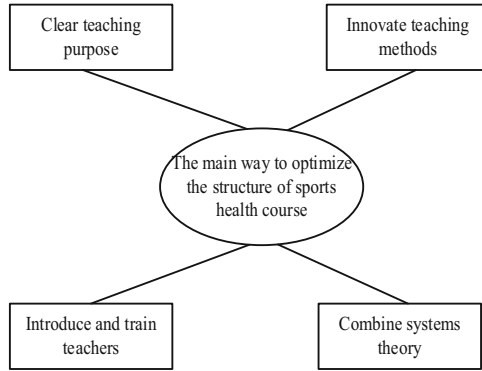 Clear teaching
purpose
Innovate teaching
methods
The main way to optimize
the structure of sports
health course
Introduce and train
teachers
Combine systems
theory